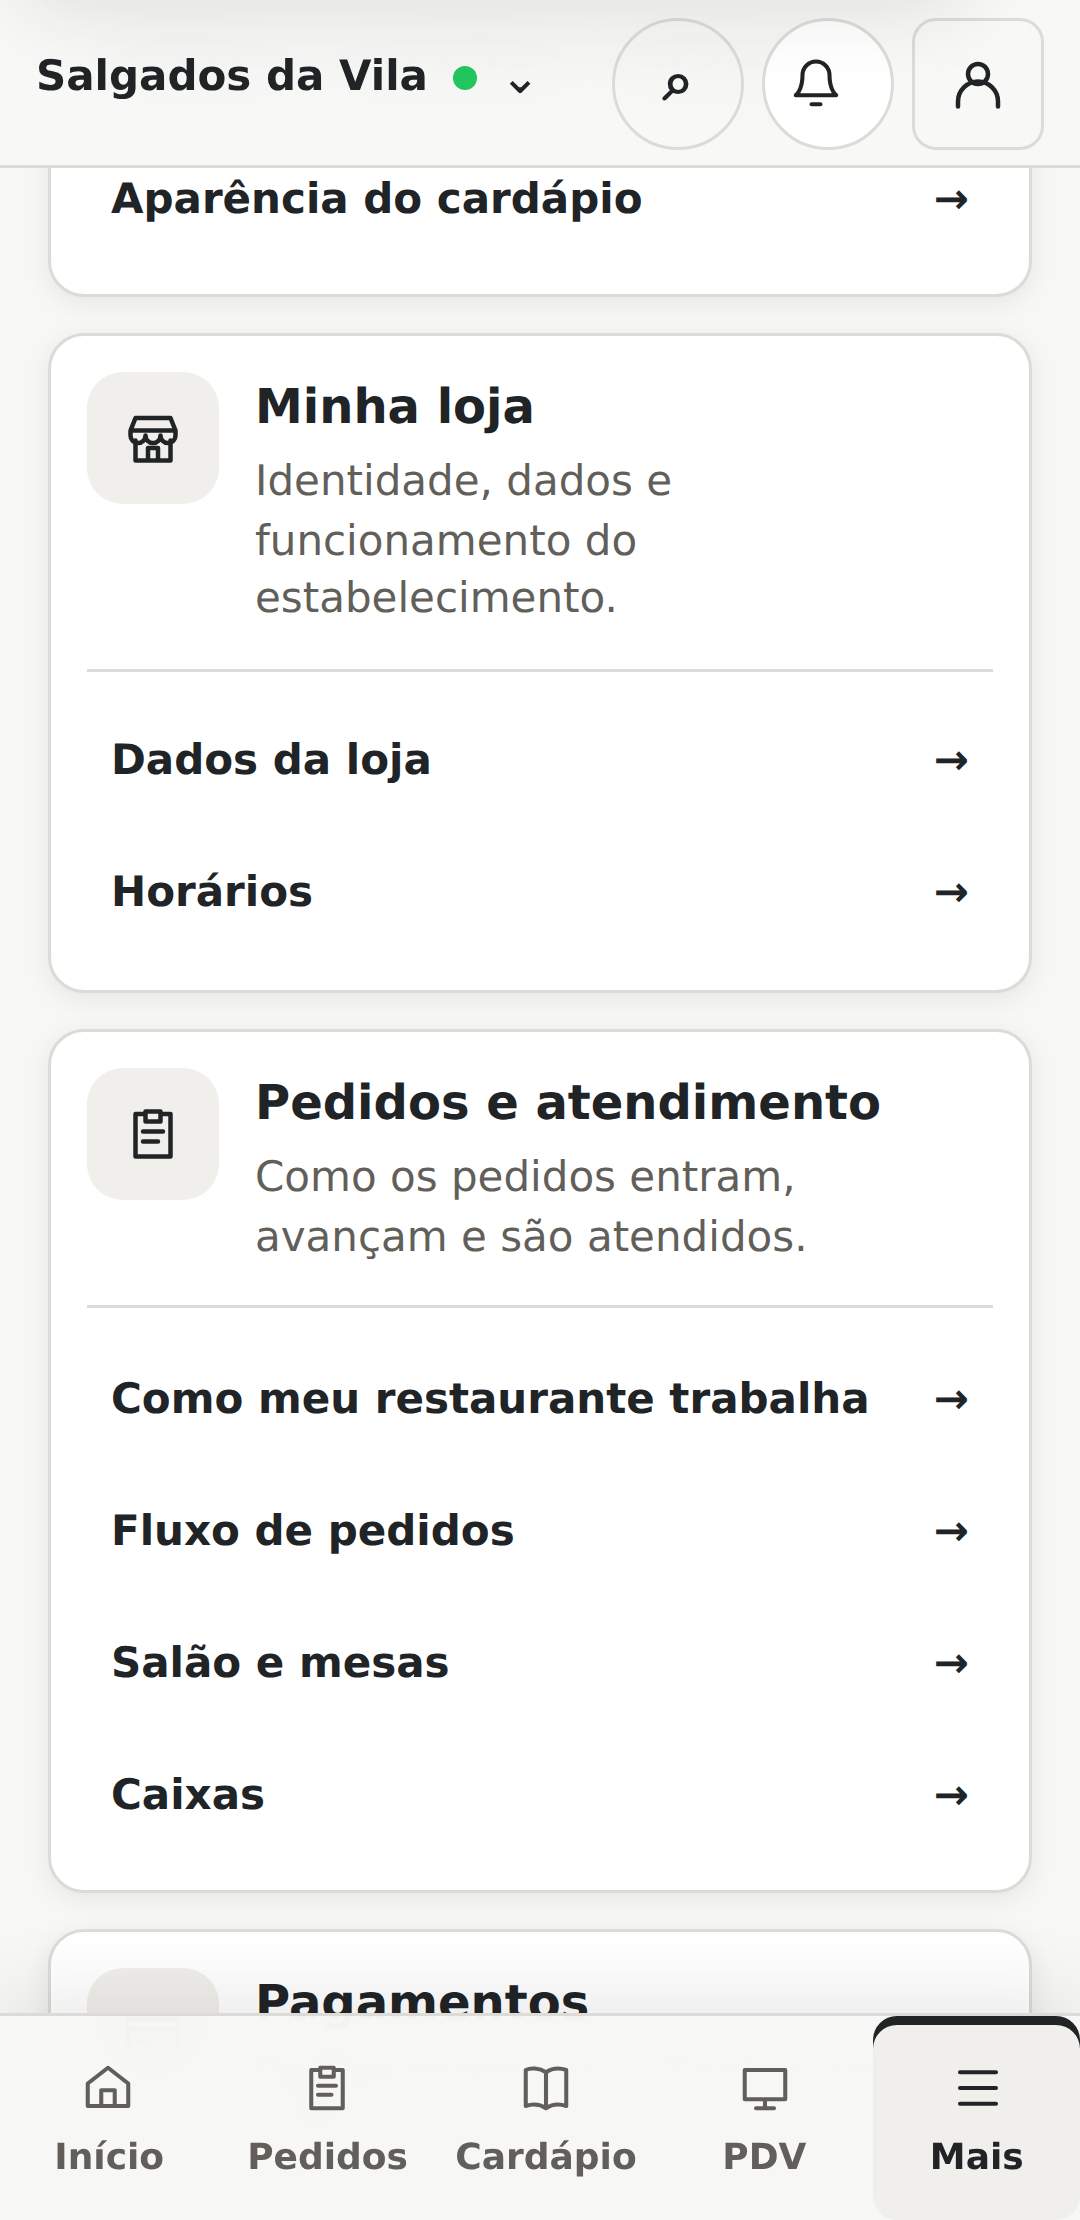 Salgados da Vila
Aparência do cardápio →
Minha loja
Identidade, dados e
funcionamento do
estabelecimento.
Dados da loja →
Horários →
Pedidos e atendimento
Como os pedidos entram,
avançam e são atendidos.
Como meu restaurante trabalha →
Fluxo de pedidos →
Salão e mesas →
Caixas →
Pagamentos
Início Pedidos Cardápio PDV Mais